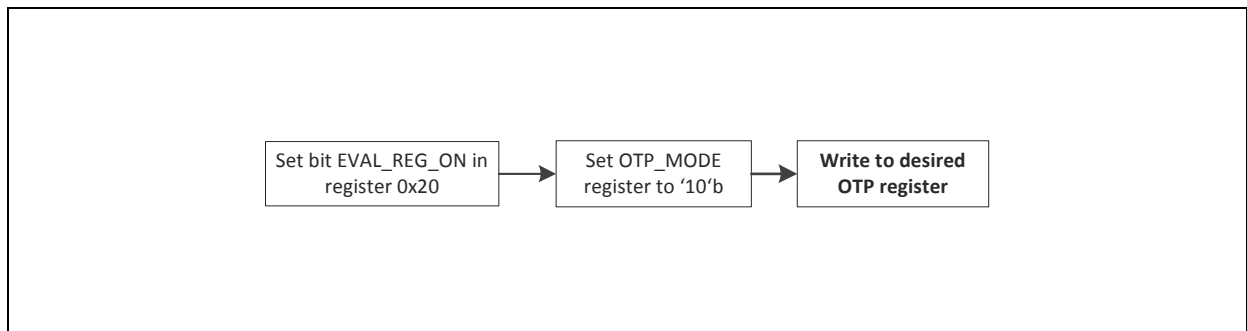 Set bit EVAL_REG_ON in
register 0x20
Set OTP_MODE
register to ‘10‘b
Write to desired
OTP register